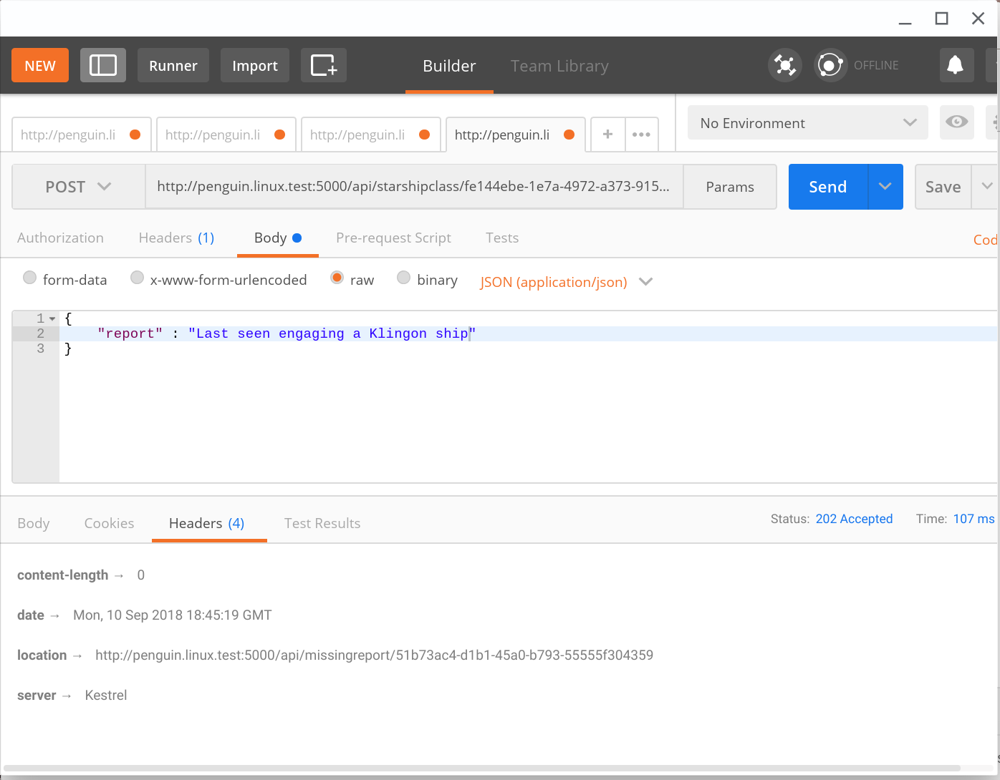 NEW Runner Import Builder Team Library OFFLINE
http://penguin.li http://penguin.li http://penguin.li http://penguin.li + ••• No Environment
POST http://penguin.linux.test:5000/api/starshipclass/fe144ebe-1e7a-4972-a373-915... Params Send Save
Authorization Headers (1) Body Pre-request Script Tests Cod
form-data x-www-form-urlencoded raw binary JSON (application/json)
1 {
2 "report" : "Last seen engaging a Klingon ship"
3 }
Body Cookies Headers (4) Test Results Status: 202 Accepted Time: 107 ms
content-length → 0
date → Mon, 10 Sep 2018 18:45:19 GMT
location → http://penguin.linux.test:5000/api/missingreport/51b73ac4-d1b1-45a0-b793-55555f304359
server → Kestrel